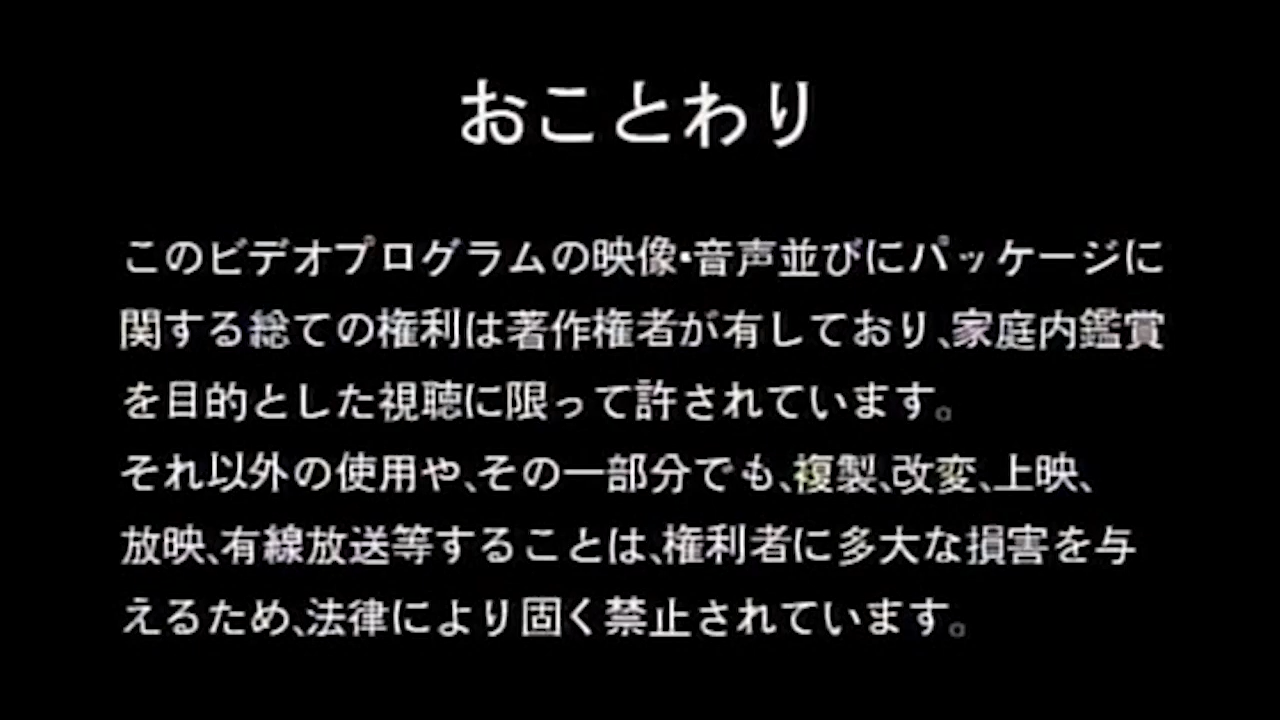 おことわり
このビデオプログラムの映像・音声並びにパッケージに
関する総ての権利は著作権者が有しており、家庭内鑑賞
を目的とした視聴に限って許されています。
それ以外の使用や、その一部分でも、複製、改変、上映、
放映、有線放送等することは、権利者に多大な損害を与
えるため、法律により固く禁止されています。